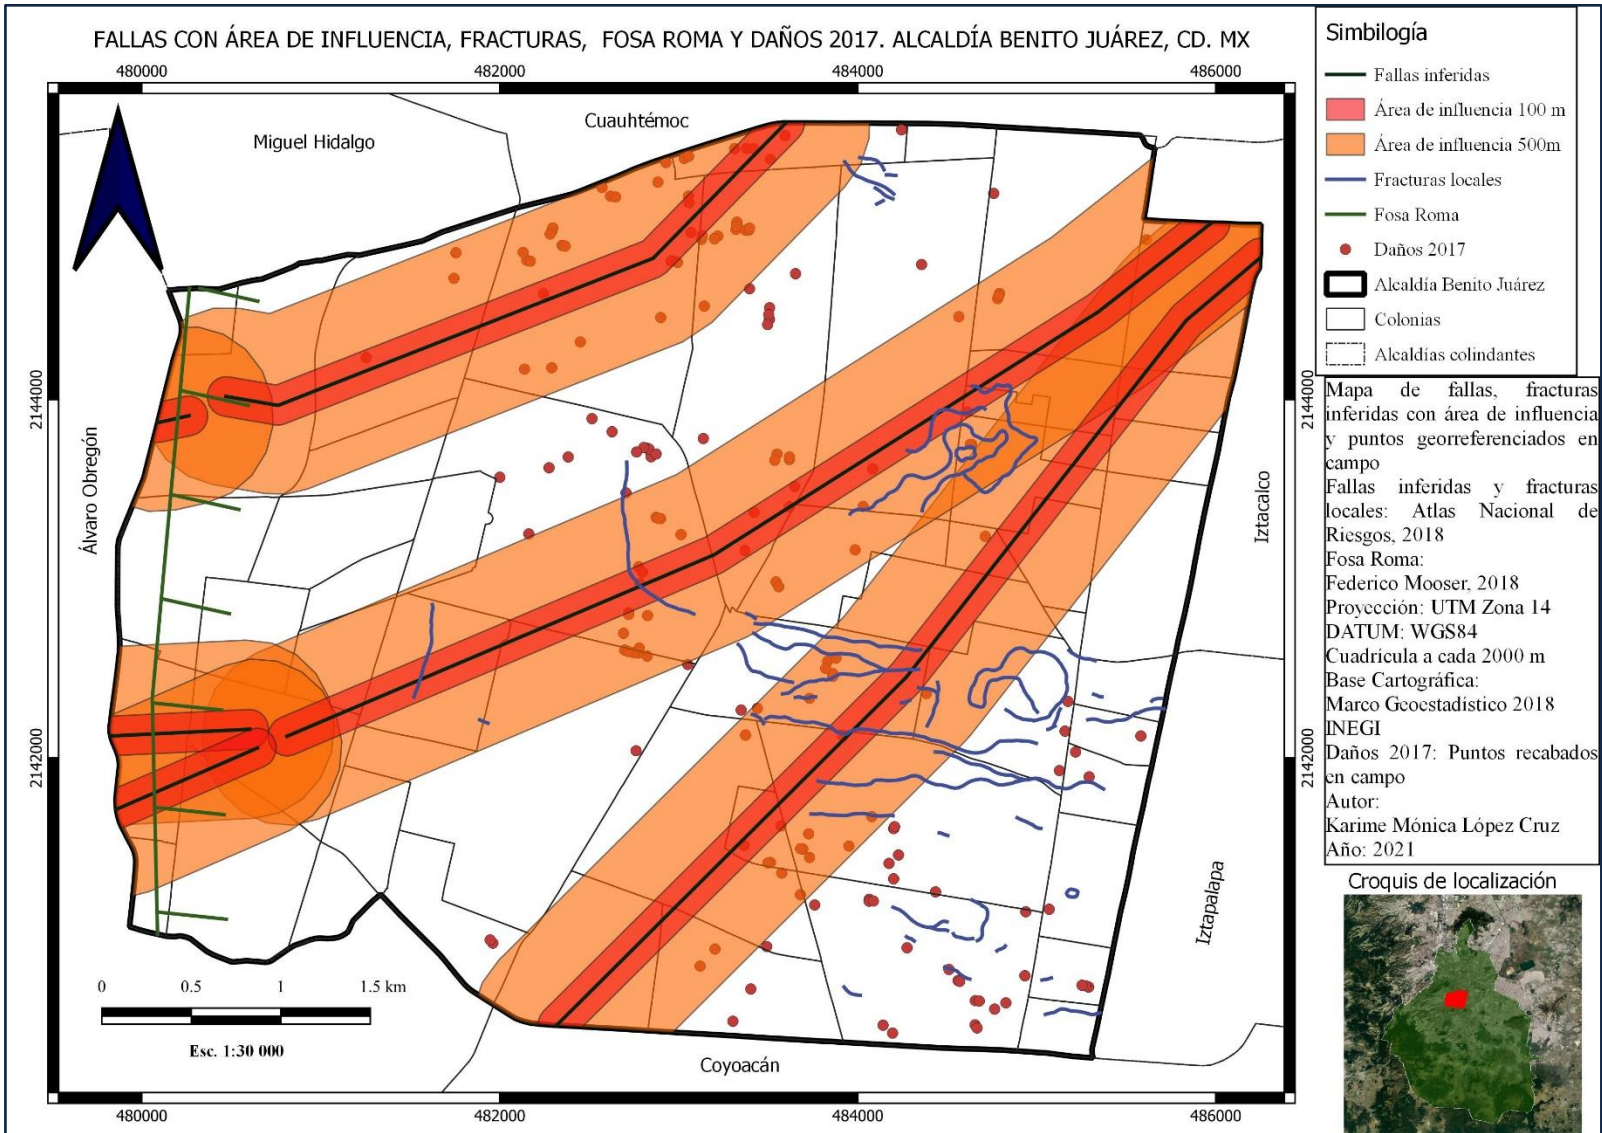 FALLAS CON ÁREA DE INFLUENCIA, FRACTURAS, FOSA ROMA Y DAÑOS 2017. ALCALDÍA BENITO JUÁREZ, CD. MX
480000
482000
484000
486000
Miguel Hidalgo
Cuauhtémoc
2144000
2144000
Álvaro Obregón
Iztacalco
2142000
2142000
Iztapalapa
0 0.5 1 1.5 km
Esc. 1:30 000
Coyoacán
480000
482000
484000
486000
Simbilogía
Fallas inferidas
Área de influencia 100 m
Área de influencia 500m
Fracturas locales
Fosa Roma
Daños 2017
Alcaldía Benito Juárez
Colonias
Alcaldías colindantes
Mapa de fallas, fracturas
inferidas con área de influencia
y puntos georreferenciados en
campo
Fallas inferidas y fracturas
locales: Atlas Nacional de
Riesgos, 2018
Fosa Roma:
Federico Mooser, 2018
Proyección: UTM Zona 14
DATUM: WGS84
Cuadrícula a cada 2000 m
Base Cartográfica:
Marco Geoestadístico 2018
INEGI
Daños 2017: Puntos recabados
en campo
Autor:
Karime Mónica López Cruz
Año: 2021
Croquis de localización